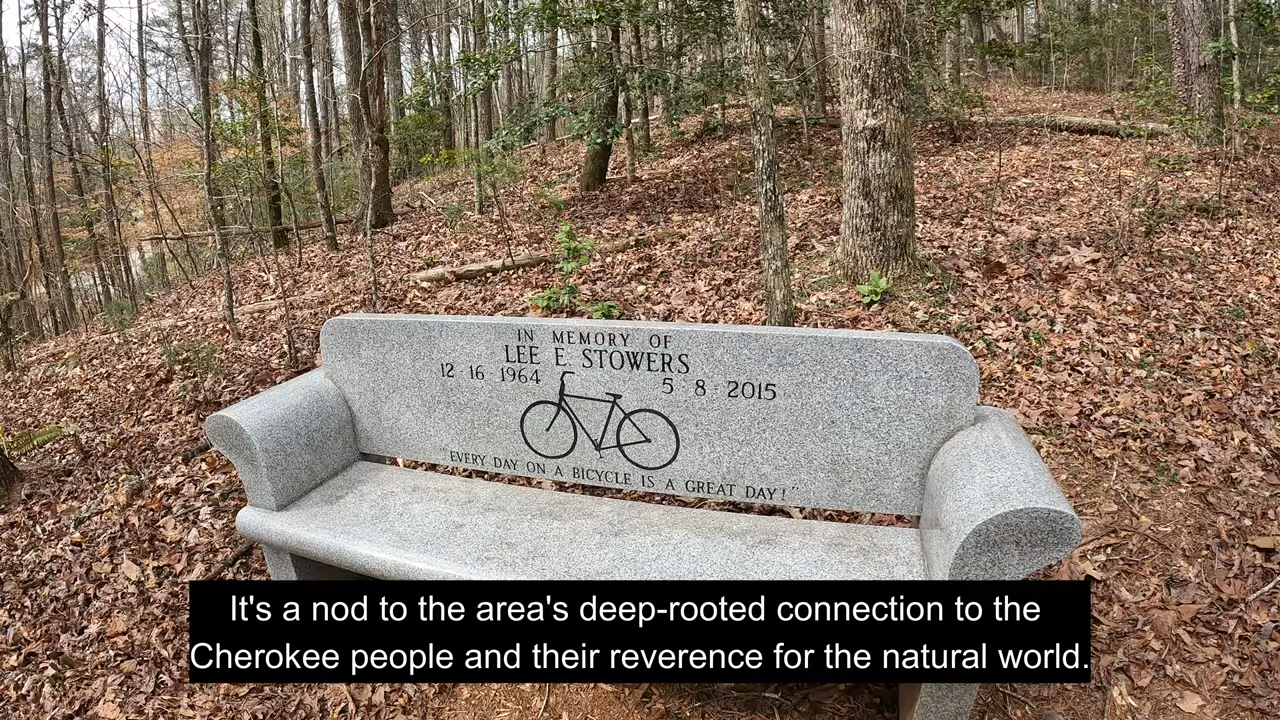 IN MEMORY OF
LEE E. STOWERS
12 16 1964 5 8 2015
EVERY DAY ON A BICYCLE IS A GREAT DAY!"
It's a nod to the area's deep-rooted connection to the
Cherokee people and their reverence for the natural world.